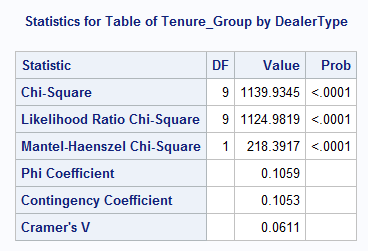 Statistics for Table of Tenure_Group by DealerType
Statistic DF Value Prob
Chi-Square 9 1139.9345 <.0001
Likelihood Ratio Chi-Square 9 1124.9819 <.0001
Mantel-Haenszel Chi-Square 1 218.3917 <.0001
Phi Coefficient 0.1059
Contingency Coefficient 0.1053
Cramer's V 0.0611